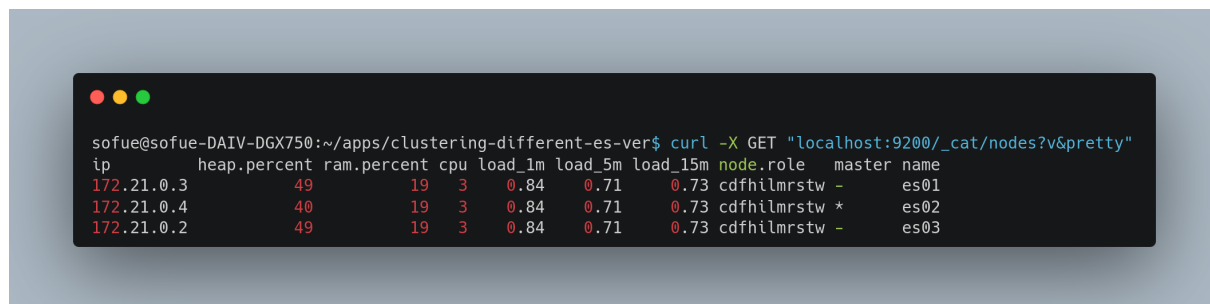 sofue@sofue-DAIV-DGX750:~/apps/clustering-different-es-ver$ curl -X GET "localhost:9200/_cat/nodes?v&pretty"
ip         heap.percent ram.percent cpu load_1m load_5m load_15m node.role   master name
172.21.0.3           49          19   3    0.84    0.71     0.73 cdfhilmrstw -      es01
172.21.0.4           40          19   3    0.84    0.71     0.73 cdfhilmrstw *      es02
172.21.0.2           49          19   3    0.84    0.71     0.73 cdfhilmrstw -      es03